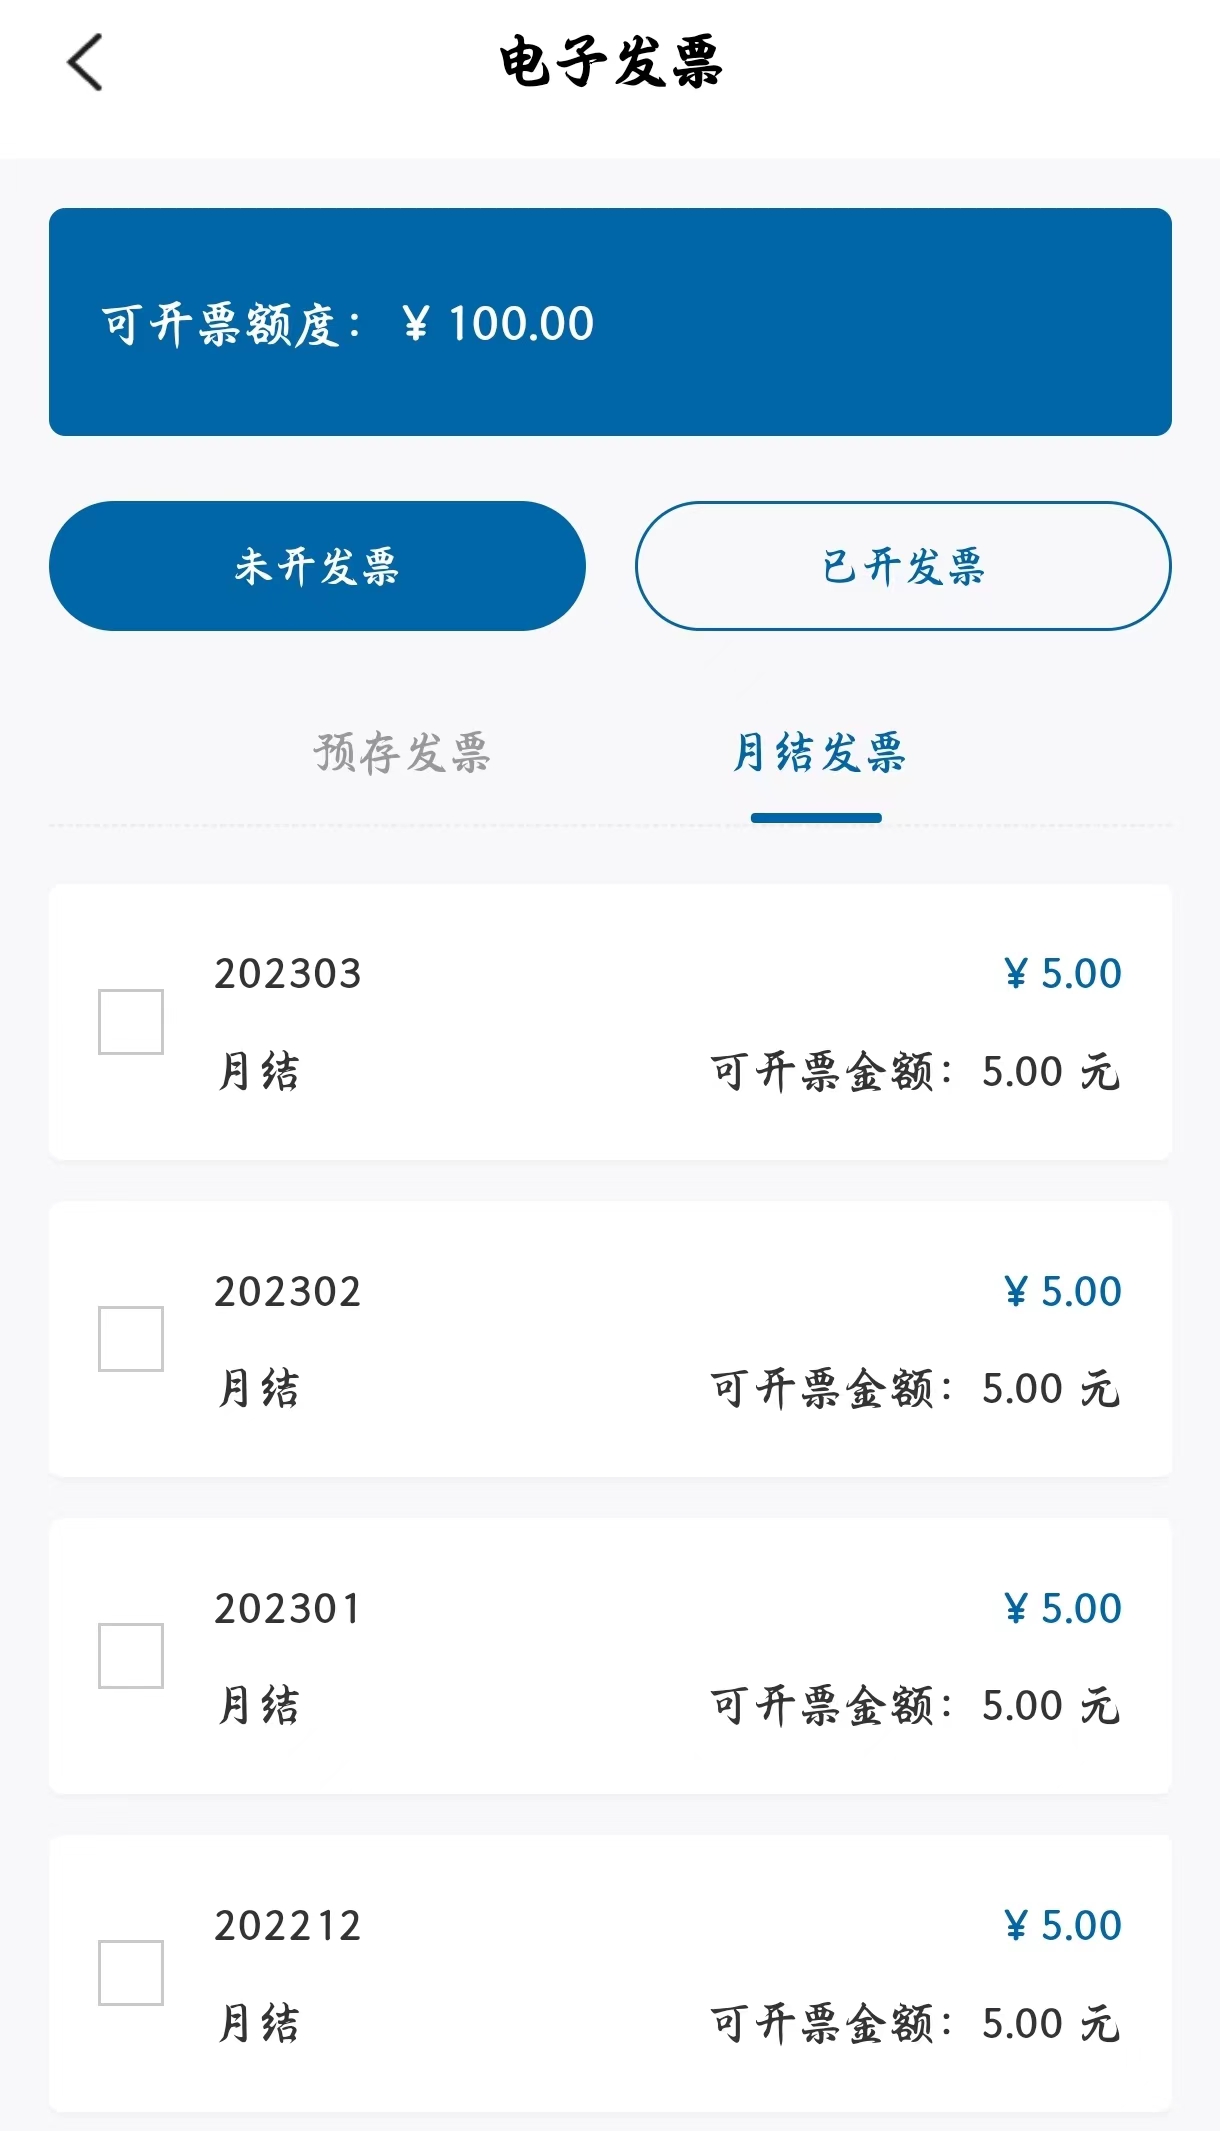 电子发票
可开票额度： ¥ 100.00
未开发票
已开发票
预存发票
月结发票
202303
¥ 5.00
月结
可开票金额：5.00 元
202302
¥ 5.00
月结
可开票金额：5.00 元
202301
¥ 5.00
月结
可开票金额：5.00 元
202212
¥ 5.00
月结
可开票金额：5.00 元